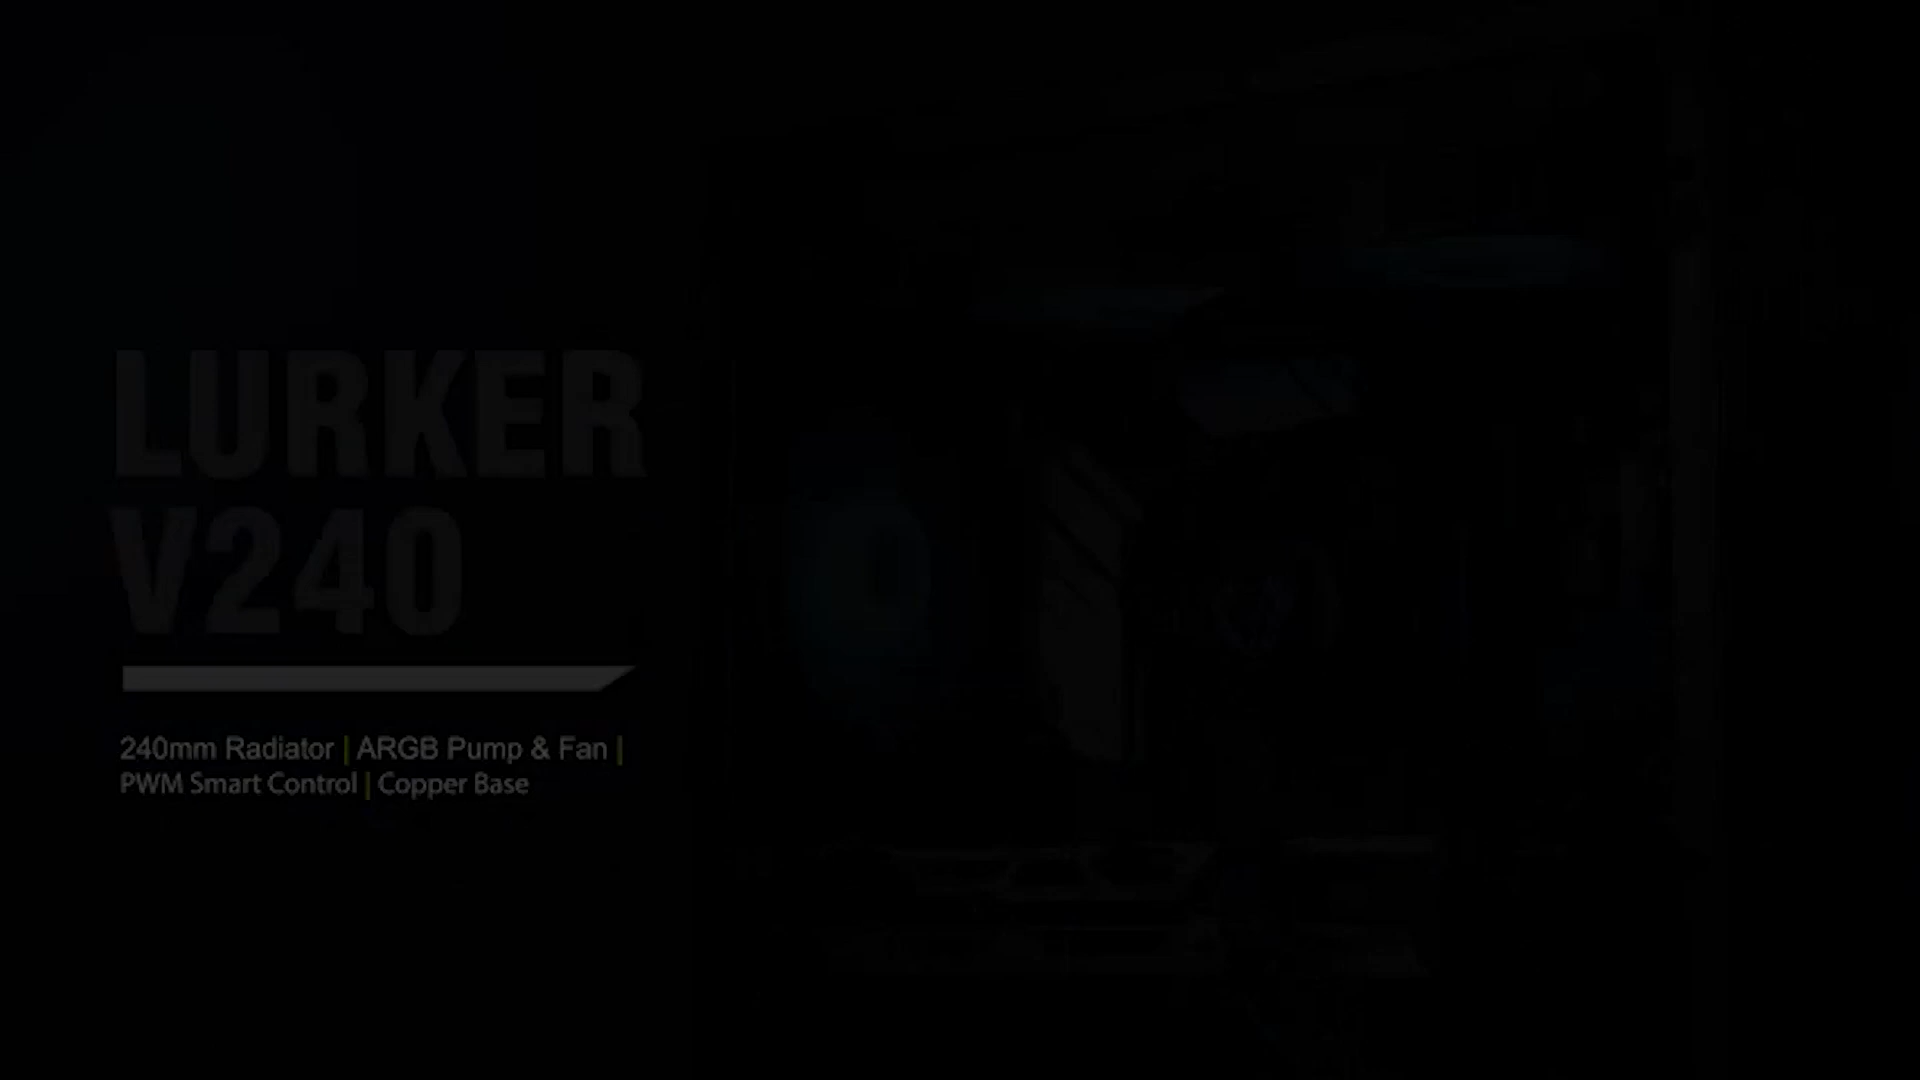 LURKER
V240
240mm Radiator | ARGB Pump & Fan |
PWM Smart Control | Copper Base